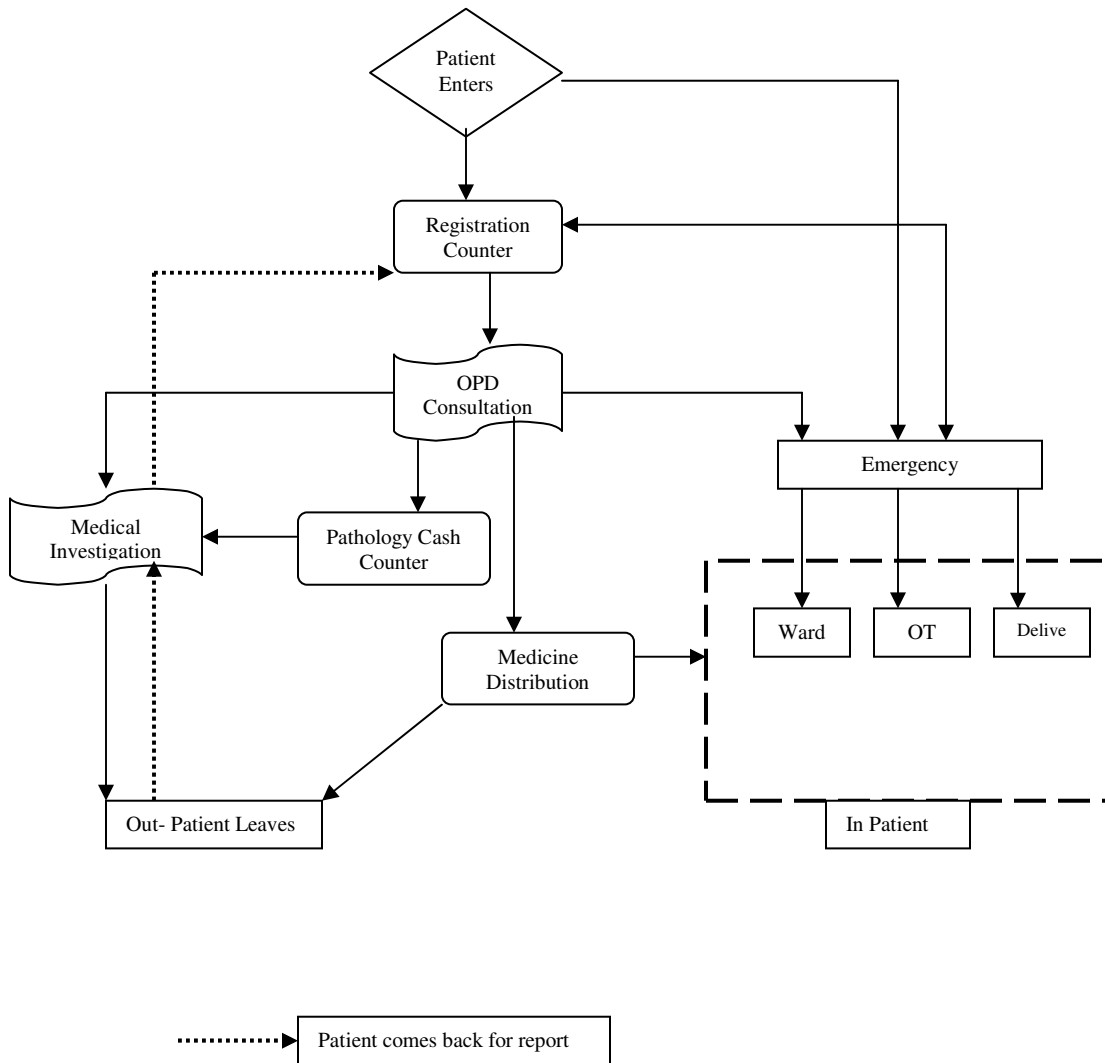 Patient
Enters
Registration
Counter
OPD
Consultation
Emergency
Medical
Investigation
Pathology Cash
Counter
Ward
OT
Delive
Medicine
Distribution
Out- Patient Leaves
In Patient
Patient comes back for report